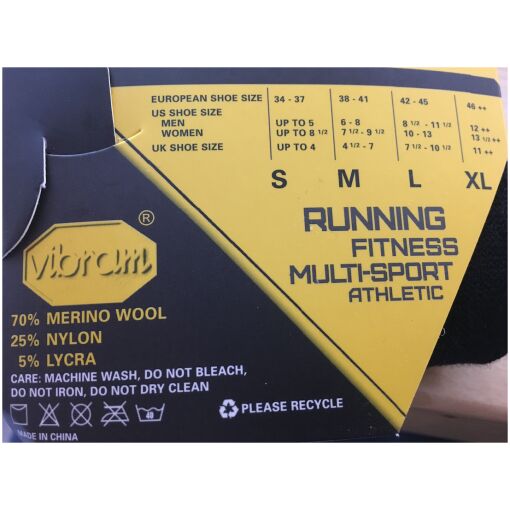 EUROPEAN SHOE SIZE 34 - 37 38 - 41 42 - 45 46 ++
US SHOE SIZE
MEN UP TO 5 6 - 8 8 1/2 - 11 1/2 12 ++
WOMEN UP TO 8 1/2 7 1/2 - 9 1/2 10 - 13 13 1/2 ++
UK SHOE SIZE UP TO 4 4 1/2 - 7 7 1/2 - 10 1/2 11 ++
S M L XL
RUNNING
FITNESS
MULTI-SPORT
ATHLETIC
vibram ®
70% MERINO WOOL
25% NYLON
5% LYCRA
CARE: MACHINE WASH, DO NOT BLEACH,
DO NOT IRON, DO NOT DRY CLEAN
40
PLEASE RECYCLE
MADE IN CHINA